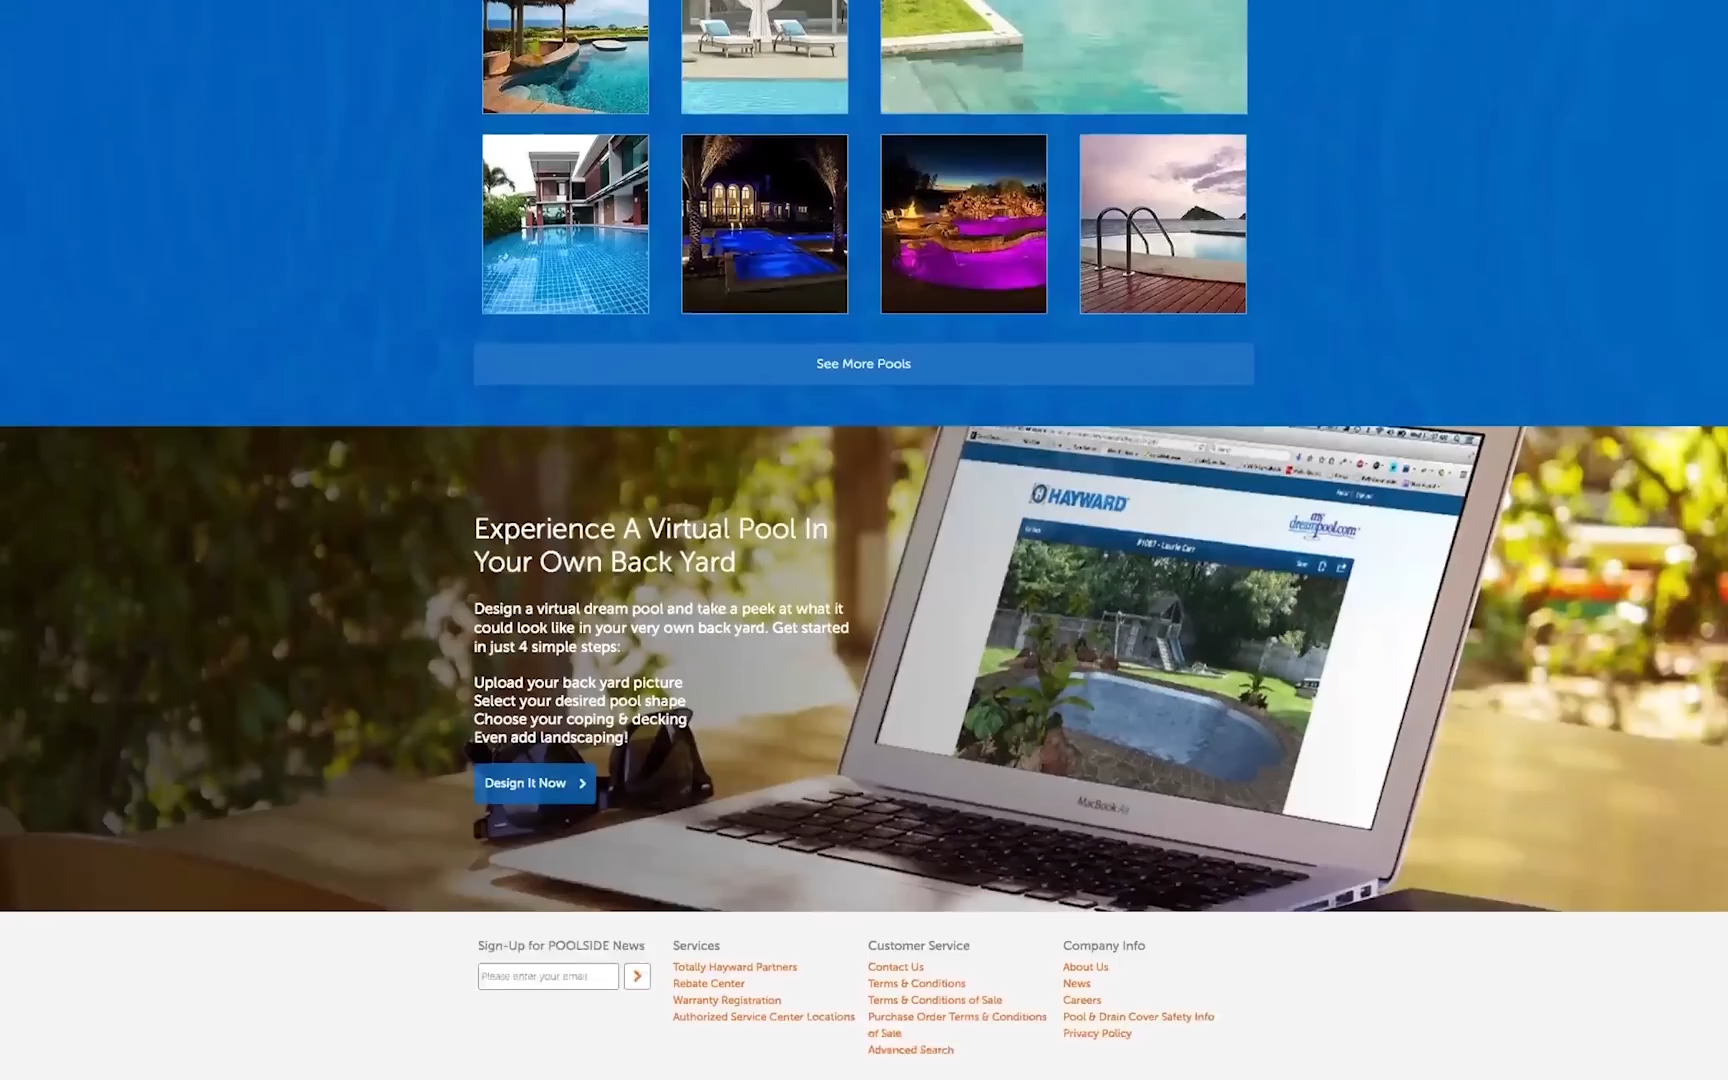 See More Pools
HAYWARD
my
dreampool.com
#1087 - Laurie Carr
Experience A Virtual Pool In
Your Own Back Yard
Design a virtual dream pool and take a peek at what it
could look like in your very own back yard. Get started
in just 4 simple steps:
Upload your back yard picture
Select your desired pool shape
Choose your coping & decking
Even add landscaping!
Design It Now
MacBook Air
Sign-Up for POOLSIDE News
Please enter your email
Services
Totally Hayward Partners
Rebate Center
Warranty Registration
Authorized Service Center Locations
Customer Service
Contact Us
Terms & Conditions
Terms & Conditions of Sale
Purchase Order Terms & Conditions
of Sale
Advanced Search
Company Info
About Us
News
Careers
Pool & Drain Cover Safety Info
Privacy Policy